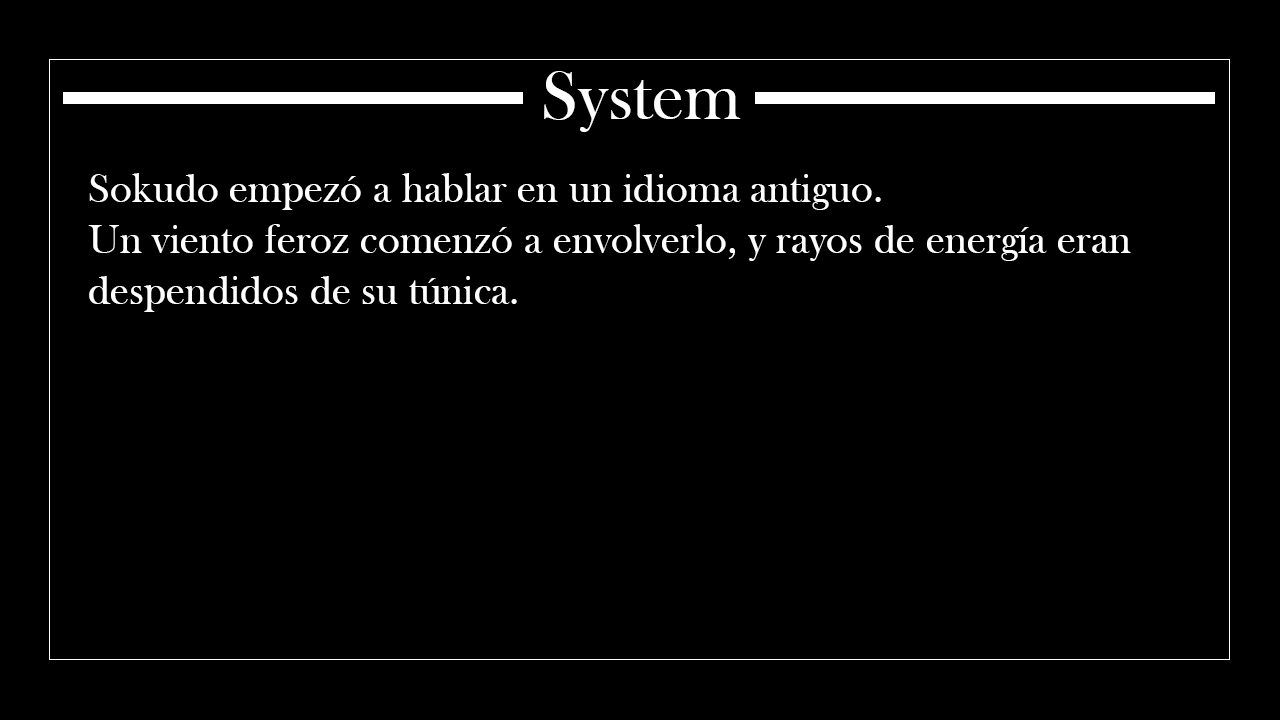 System
Sokudo empezó a hablar en un idioma antiguo.
Un viento feroz comenzó a envolverlo, y rayos de energía eran
despendidos de su túnica.